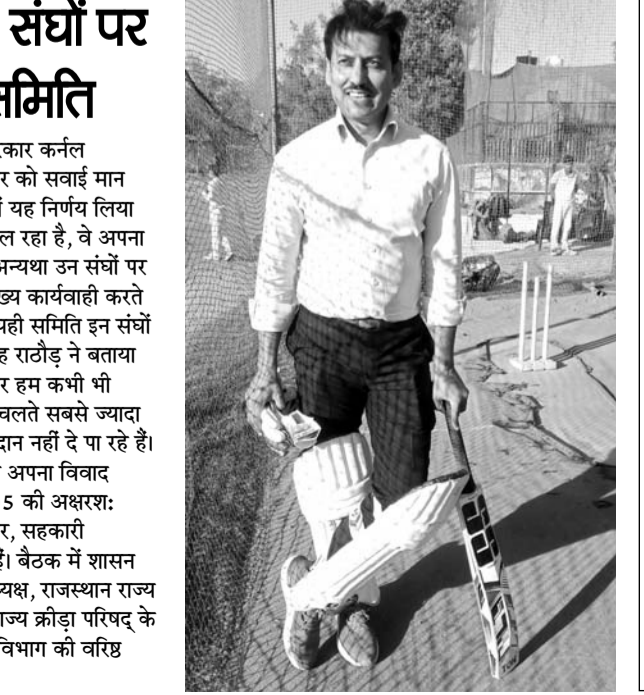 संघों पर
समिति
कार कर्नल
र को सवाई मान
यह निर्णय लिया
ल रहा है, वे अपना
अन्यथा उन संघों पर
ख्य कार्यवाही करते
यही समिति इन संघों
ह राठौड़ ने बताया
र हम कभी भी
चलते सबसे ज्यादा
दान नहीं दे पा रहे हैं।
अपना विवाद
5 की अक्षरश:
र, सहकारी
हैं। बैठक में शासन
यक्ष, राजस्थान राज्य
ाज्य क्रीड़ा परिषद् के
विभाग की वरिष्ठ
SS